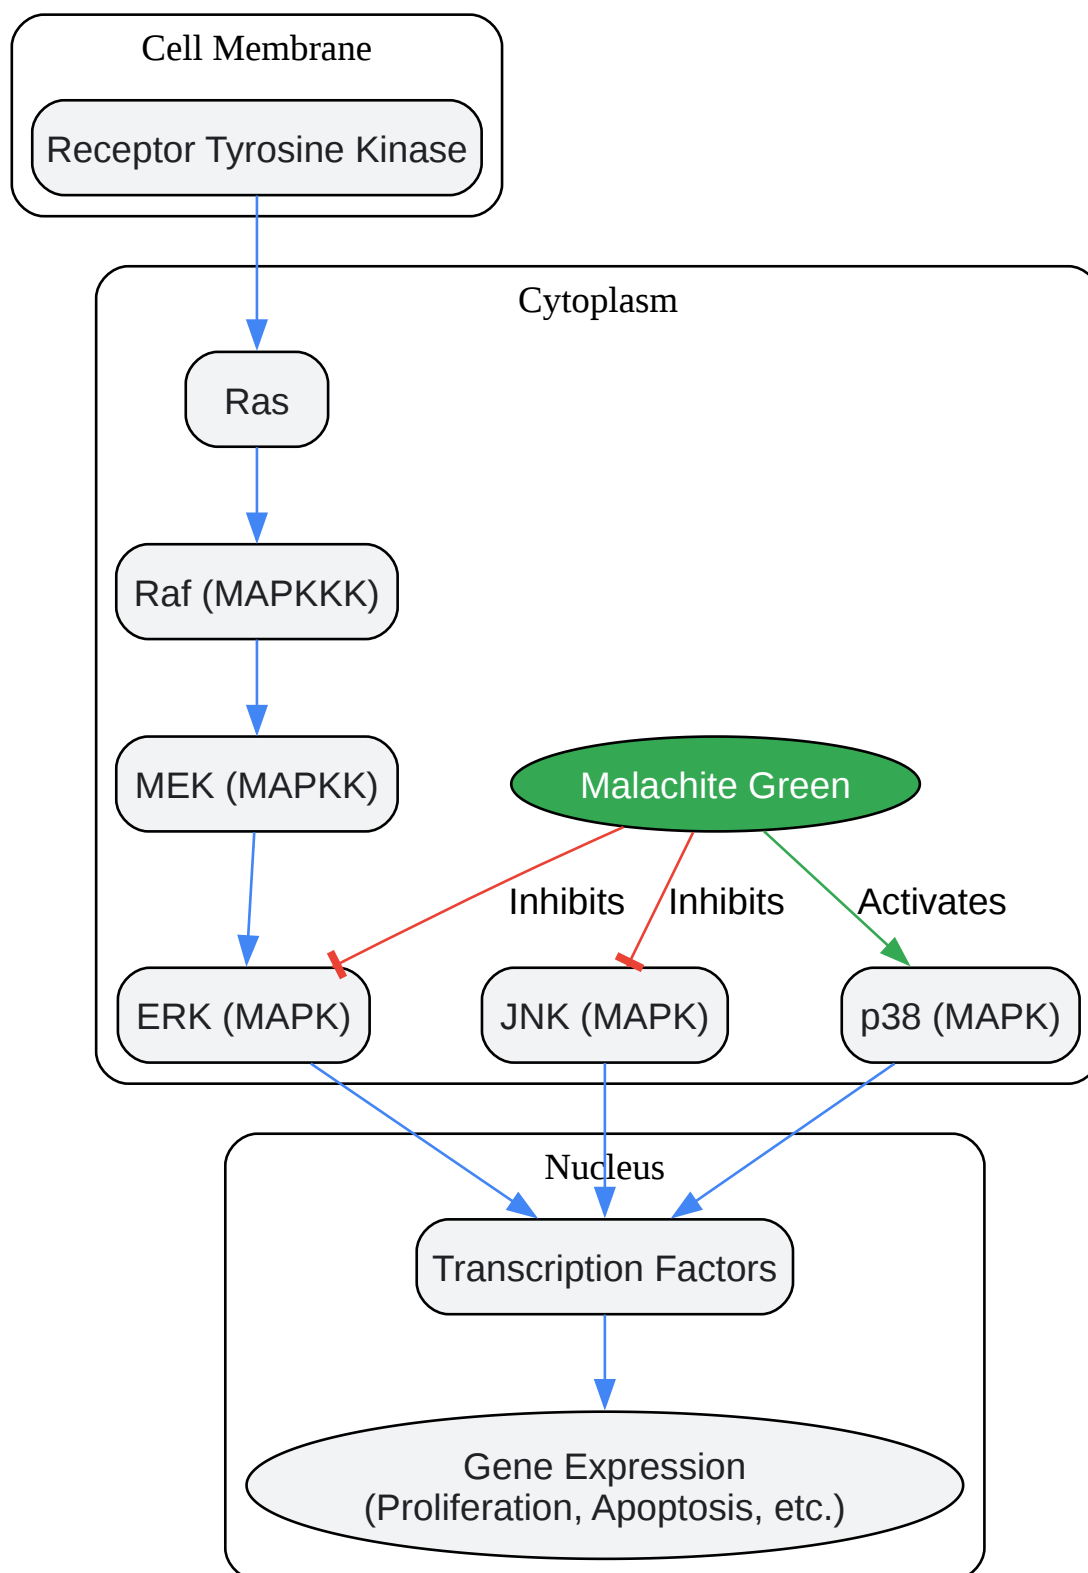 Cell Membrane
Receptor Tyrosine Kinase
Cytoplasm
Ras
Raf (MAPKKK)
MEK (MAPKK)
Malachite Green
Inhibits
Inhibits
Activates
ERK (MAPK)
JNK (MAPK)
p38 (MAPK)
Nucleus
Transcription Factors
Gene Expression
(Proliferation, Apoptosis, etc.)